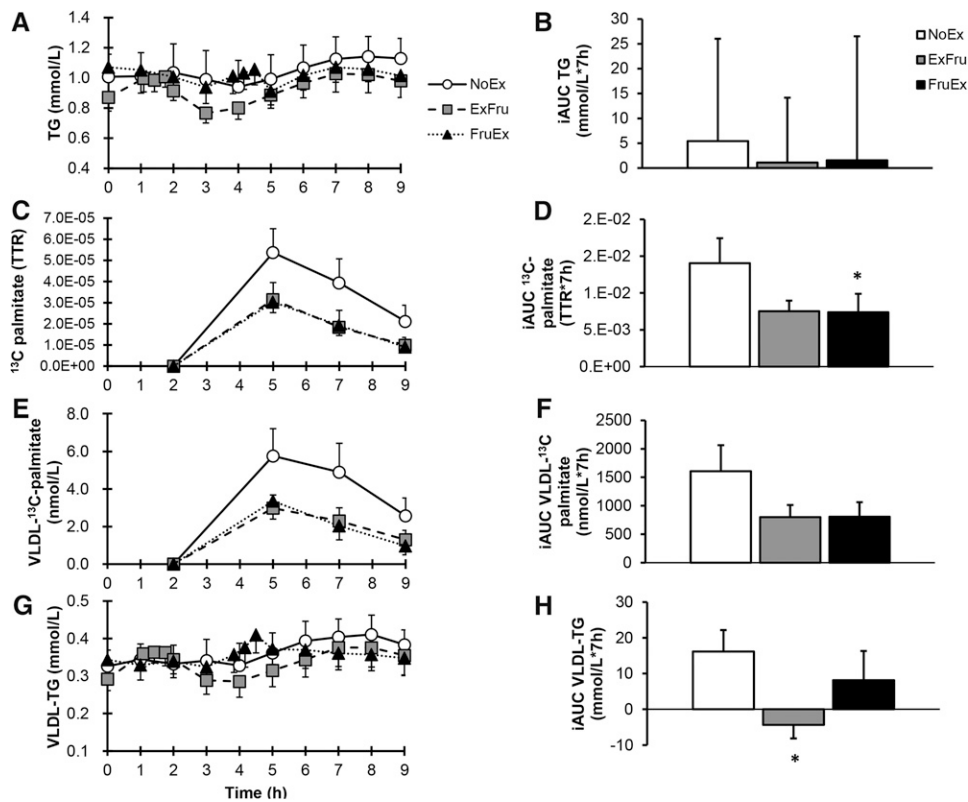 A
TG (mmol/L)
1.4
1.2
1.0
0.8
0.6
0.4
0 1 2 3 4 5 6 7 8 9
NoEx
ExFru
FruEx
B
iAUC TG
(mmol/L*7h)
30
25
20
15
10
5
0
NoEx
ExFru
FruEx
C
¹³C palmitate (TTR)
7.0E-05
6.0E-05
5.0E-05
4.0E-05
3.0E-05
2.0E-05
1.0E-05
0.0E+00
0 1 2 3 4 5 6 7 8 9
D
iAUC ¹³C-
palmitate
(TTR*7h)
2.E-02
2.E-02
1.E-02
5.E-03
0.E+00
*
E
VLDL-¹³C-palmitate
(nmol/L)
8.0
6.0
4.0
2.0
0.0
0 1 2 3 4 5 6 7 8 9
F
iAUC VLDL-¹³C
palmitate
(nmol/L*7h)
2500
2000
1500
1000
500
0
G
VLDL-TG (mmol/L)
0.5
0.4
0.3
0.2
0.1
0 1 2 3 4 5 6 7 8 9
Time (h)
H
iAUC VLDL-TG
(mmol/L*7h)
30
20
10
0
-10
*